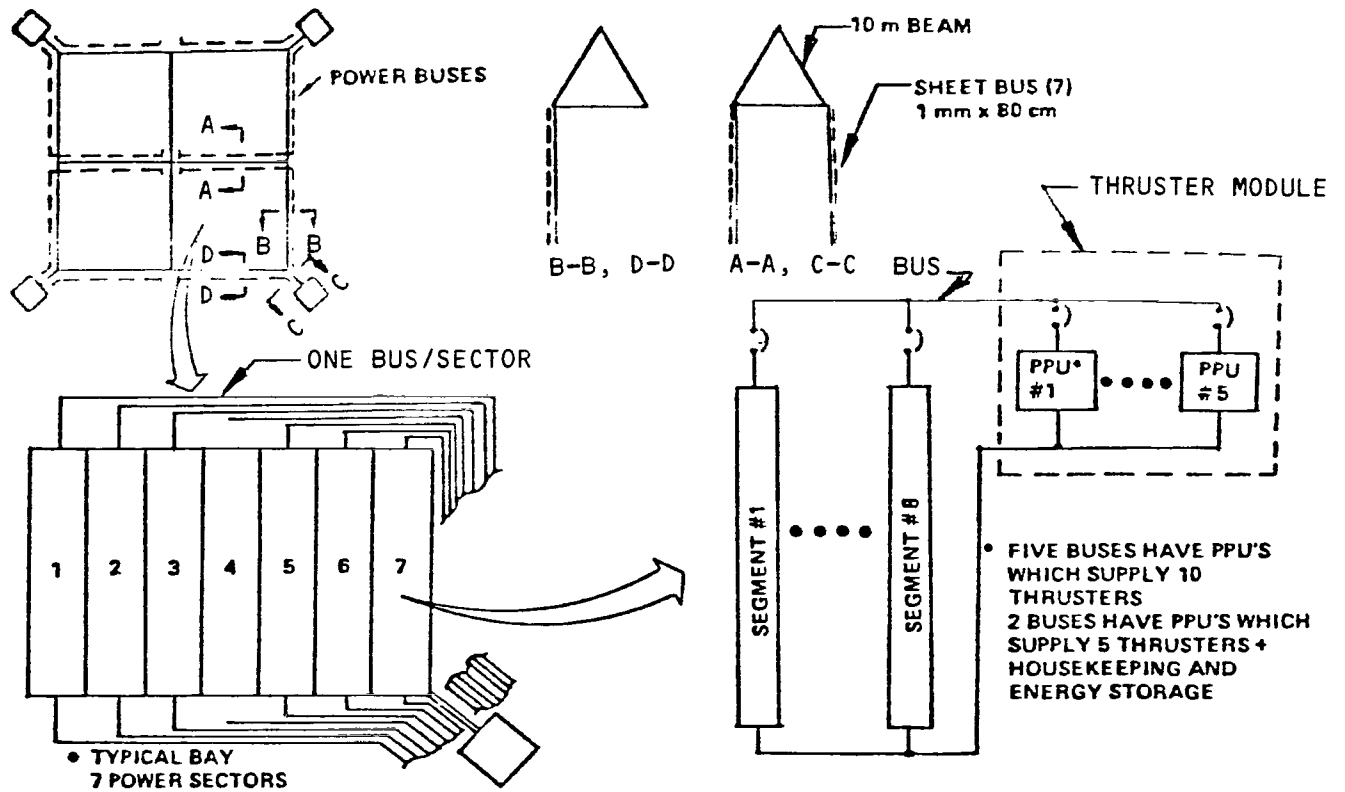 POWER BUSES
A
A
B
B
D
D
C
C
10 m BEAM
SHEET BUS (7)
1 mm x 80 cm
B-B, D-D
A-A, C-C
BUS
THRUSTER MODULE
ONE BUS/SECTOR
1
2
3
4
5
6
7
• TYPICAL BAY
7 POWER SECTORS
SEGMENT #1
SEGMENT #8
PPU*
#1
PPU
#5
• FIVE BUSES HAVE PPU'S
WHICH SUPPLY 10
THRUSTERS
2 BUSES HAVE PPU'S WHICH
SUPPLY 5 THRUSTERS +
HOUSEKEEPING AND
ENERGY STORAGE